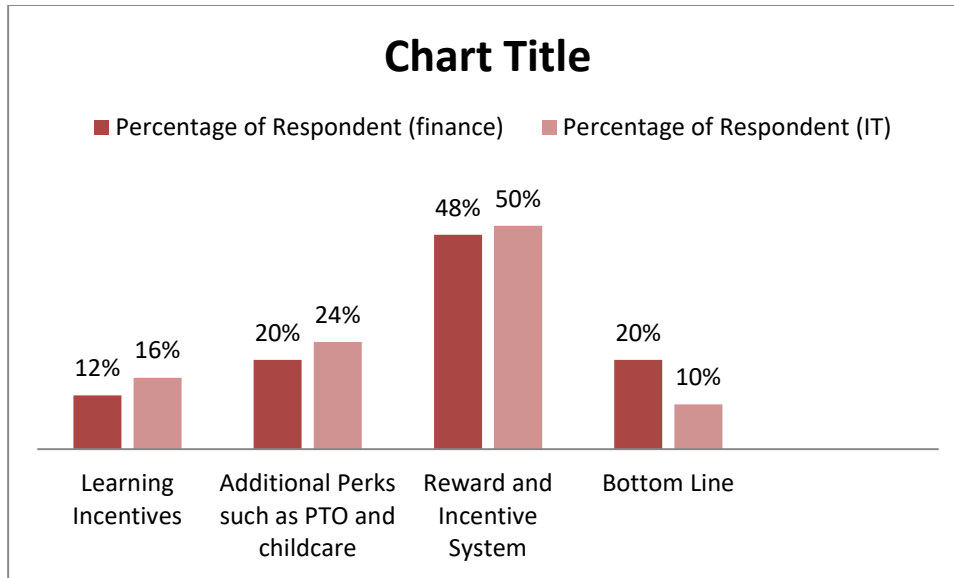 Chart Title
Percentage of Respondent (finance) Percentage of Respondent (IT)
48% 50%
20% 24%
20%
12% 16%
10%
Learning Incentives
Additional Perks such as PTO and childcare
Reward and Incentive System
Bottom Line